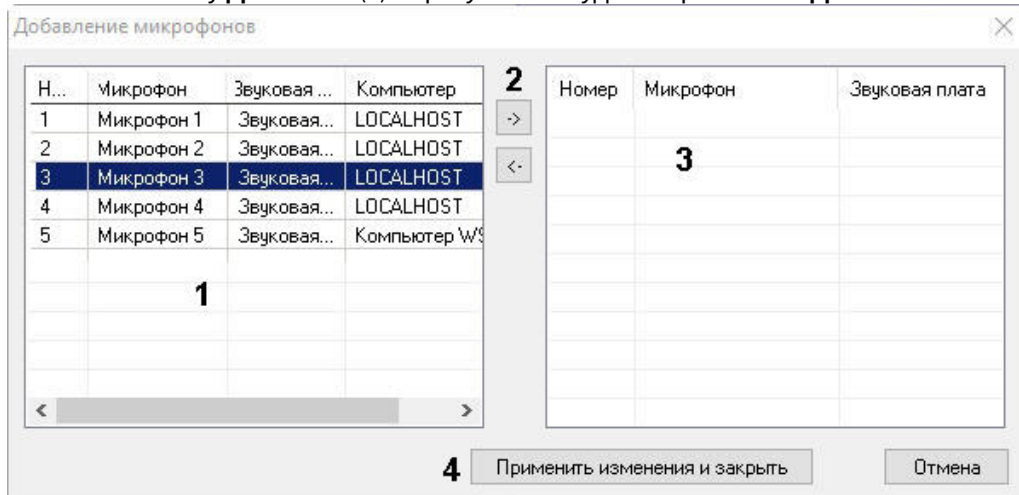 Добавление микрофонов
Н... Микрофон Звуковая ... Компьютер 2 Номер Микрофон Звуковая плата
1 Микрофон 1 Звуковая... LOCALHOST ->
2 Микрофон 2 Звуковая... LOCALHOST <- 3
3 Микрофон 3 Звуковая... LOCALHOST
4 Микрофон 4 Звуковая... LOCALHOST
5 Микрофон 5 Звуковая... Компьютер WS
1
4 Применить изменения и закрыть Отмена